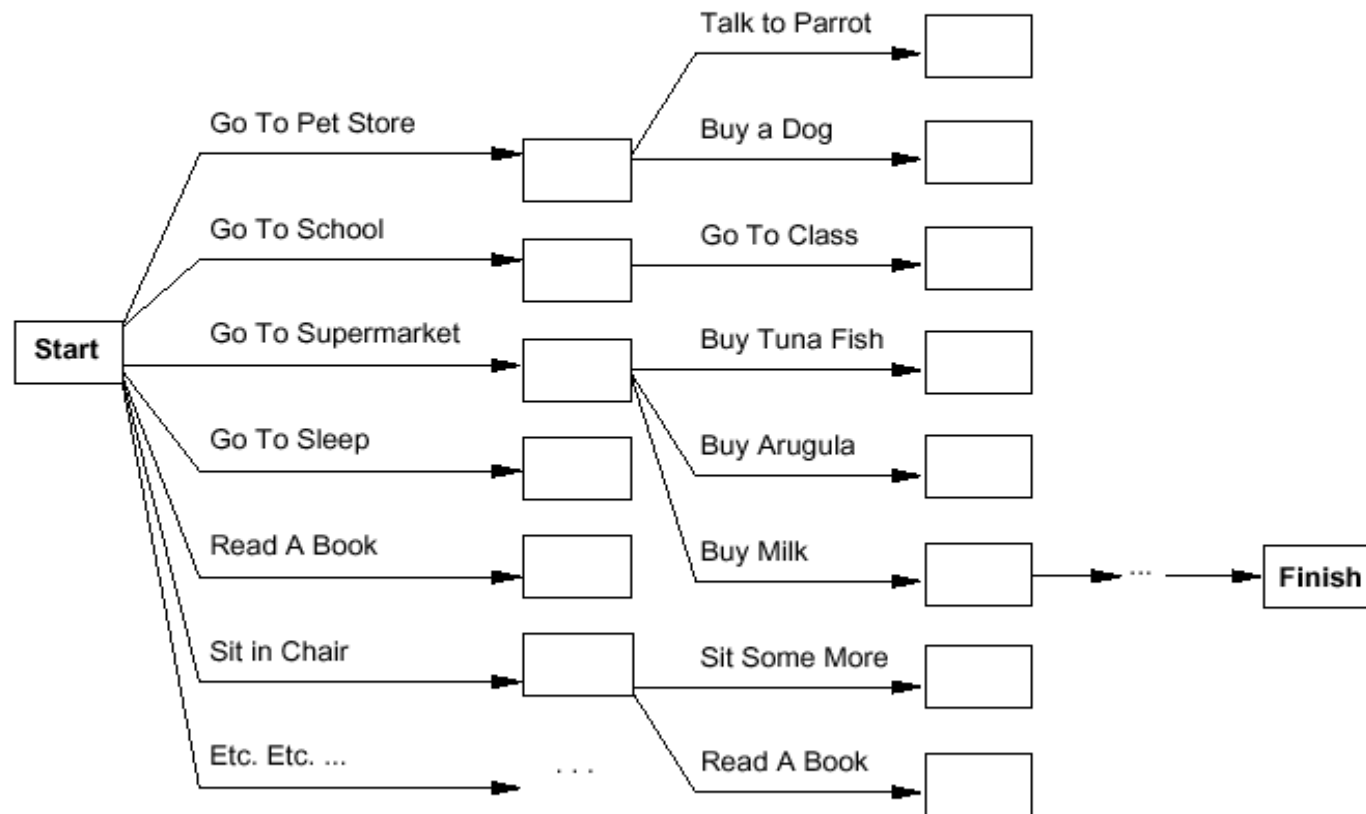 Talk to Parrot
Go To Pet Store
Buy a Dog
Go To School
Go To Class
Start
Go To Supermarket
Buy Tuna Fish
Go To Sleep
Buy Arugula
Read A Book
Buy Milk
...
Finish
Sit in Chair
Sit Some More
Etc. Etc. ...
. . .
Read A Book